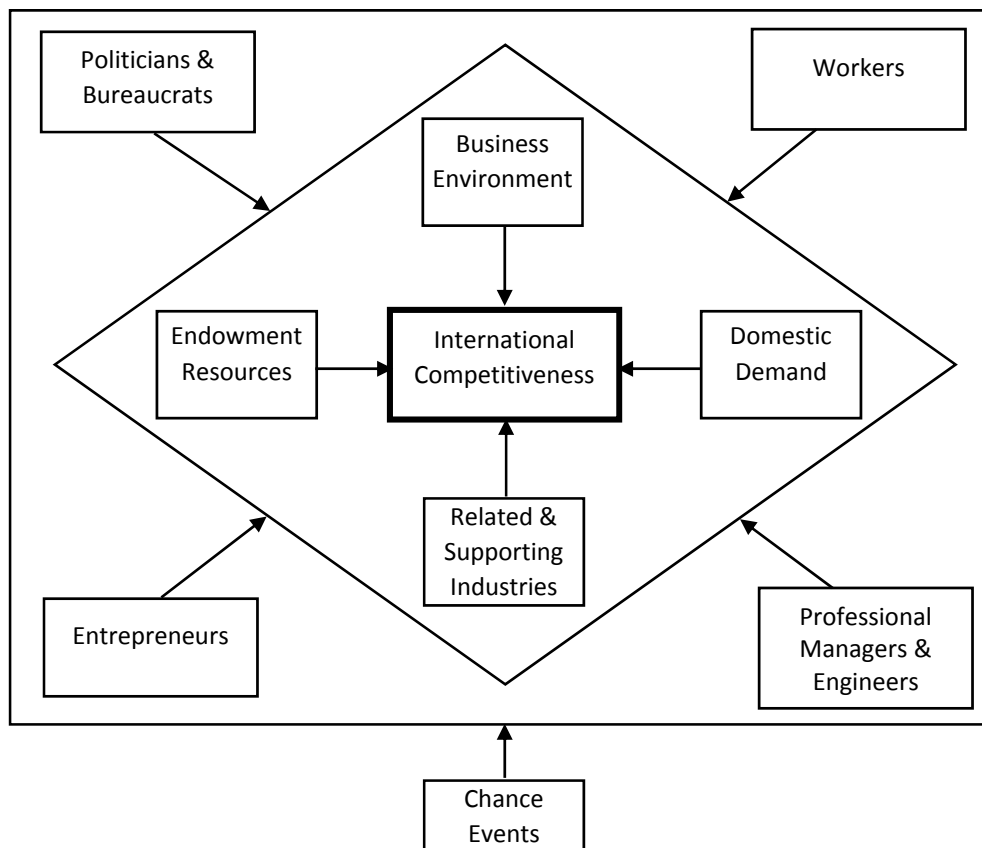 Politicians &
Bureaucrats
Workers
Business
Environment
Endowment
Resources
International
Competitiveness
Domestic
Demand
Related &
Supporting
Industries
Entrepreneurs
Professional
Managers &
Engineers
Chance
Events